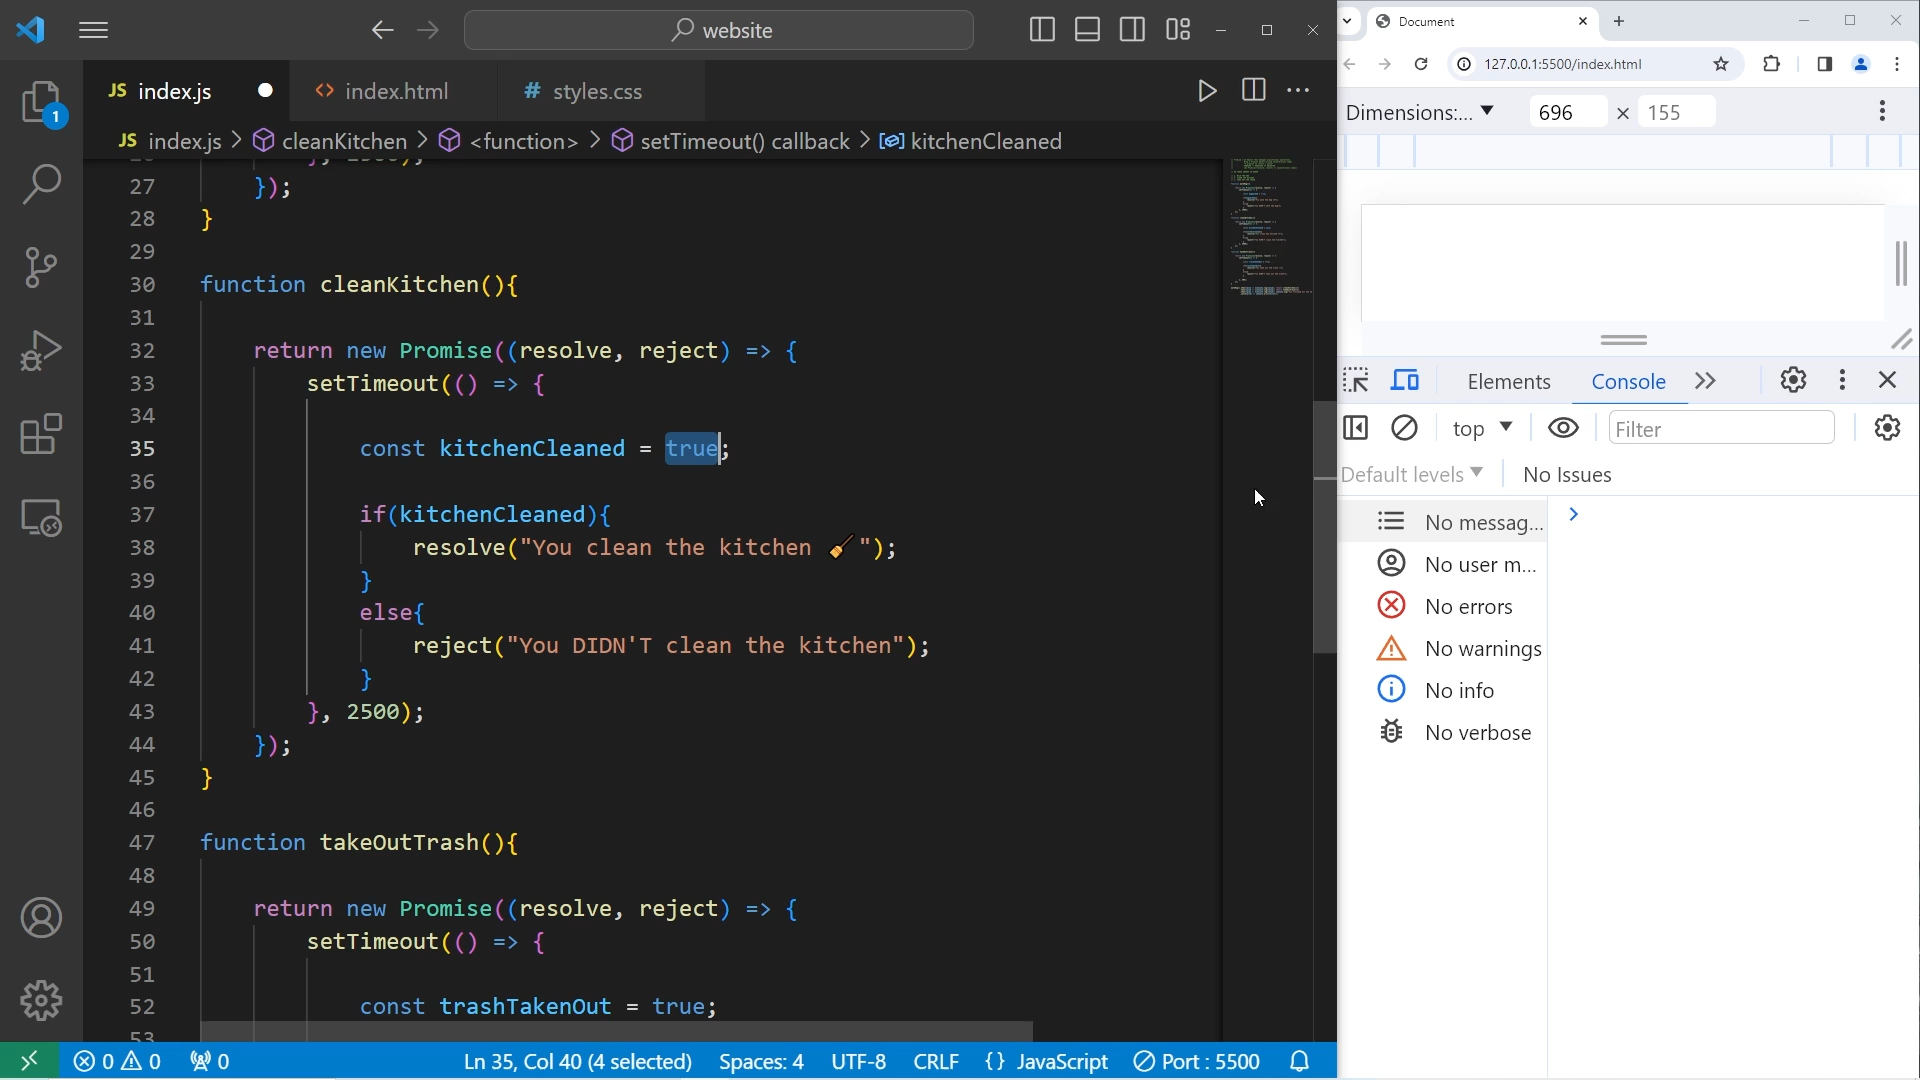 website
JS index.js
<> index.html
# styles.css
JS index.js > cleanKitchen > <function> > setTimeout() callback > kitchenCleaned
27 });
28 }
29
30 function cleanKitchen(){
31
32 return new Promise((resolve, reject) => {
33 setTimeout(() => {
34
35 const kitchenCleaned = true;
36
37 if(kitchenCleaned){
38 resolve("You clean the kitchen 🧹");
39 }
40 else{
41 reject("You DIDN'T clean the kitchen");
42 }
43 }, 2500);
44 });
45 }
46
47 function takeOutTrash(){
48
49 return new Promise((resolve, reject) => {
50 setTimeout(() => {
51
52 const trashTakenOut = true;
53
1
0 0 0
Ln 35, Col 40 (4 selected)
Spaces: 4
UTF-8
CRLF
{} JavaScript
Port : 5500
Document
127.0.0.1:5500/index.html
Dimensions:... 696 × 155
Elements
Console
top
Filter
Default levels
No Issues
No messag...
No user m...
No errors
No warnings
No info
No verbose